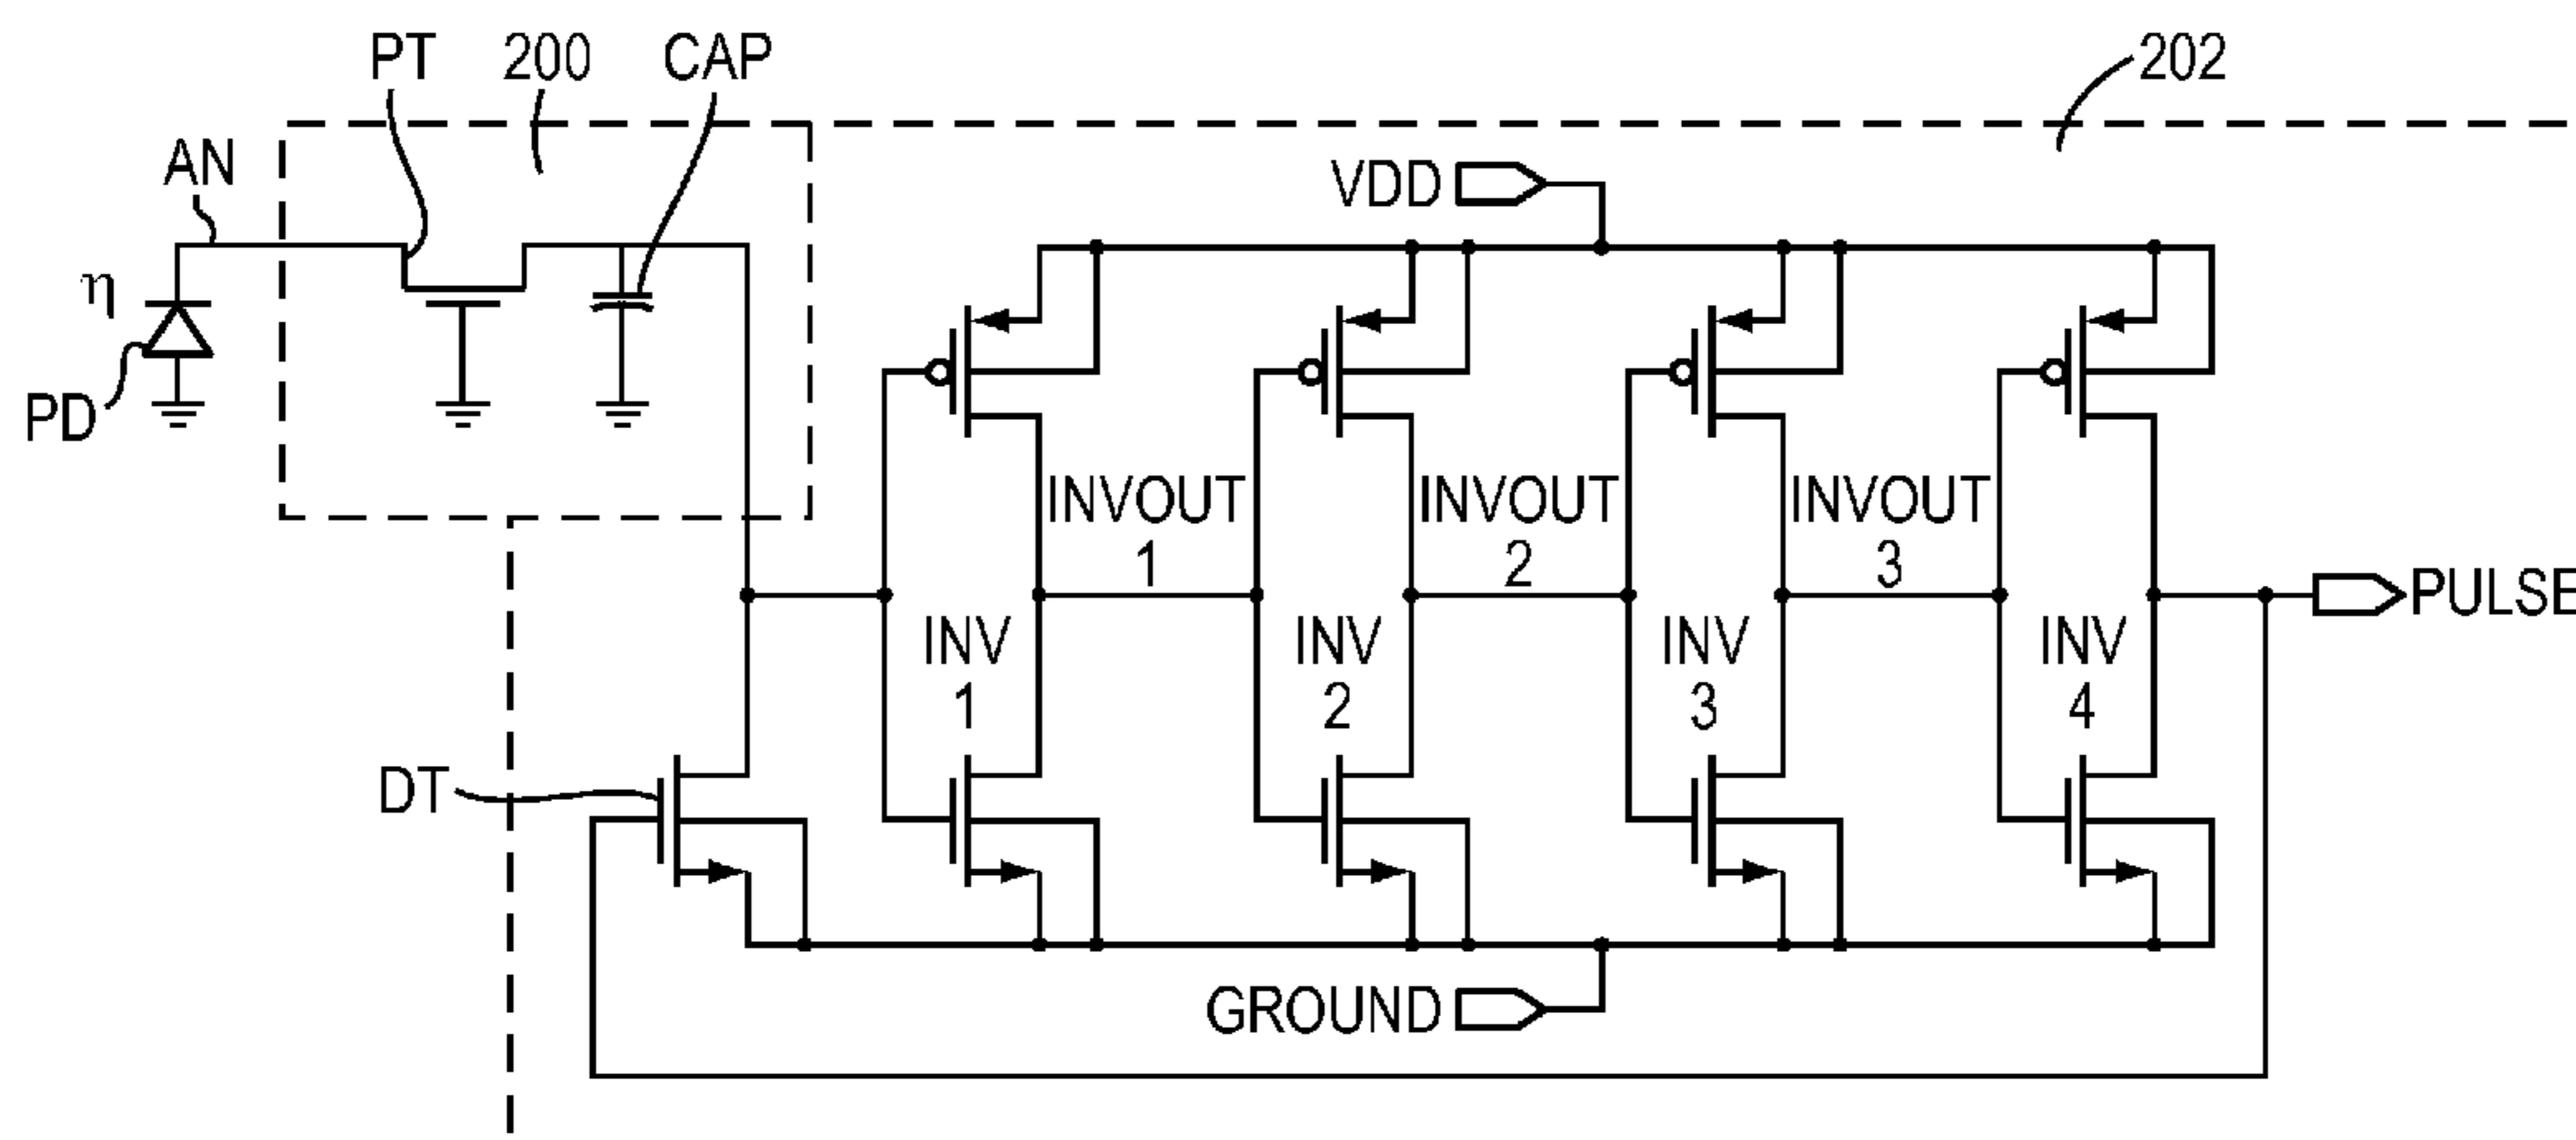 PT
200
CAP
202
AN
VDD
η
PD
INVOUT
1
INVOUT
2
INVOUT
3
PULSE
INV
1
INV
2
INV
3
INV
4
DT
GROUND